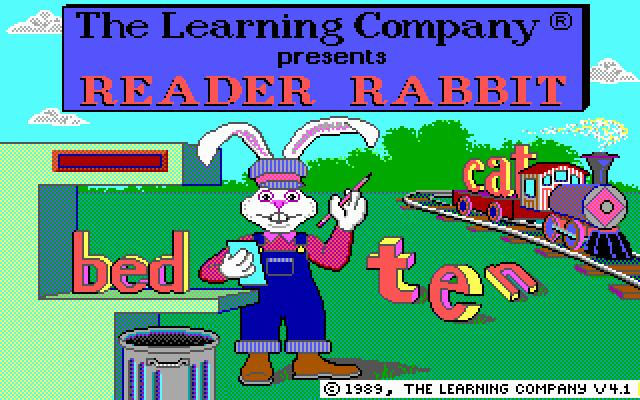 The Learning Company ®
presents
READER RABBIT
cat
bed
ten
© 1989, THE LEARNING COMPANY V4.1